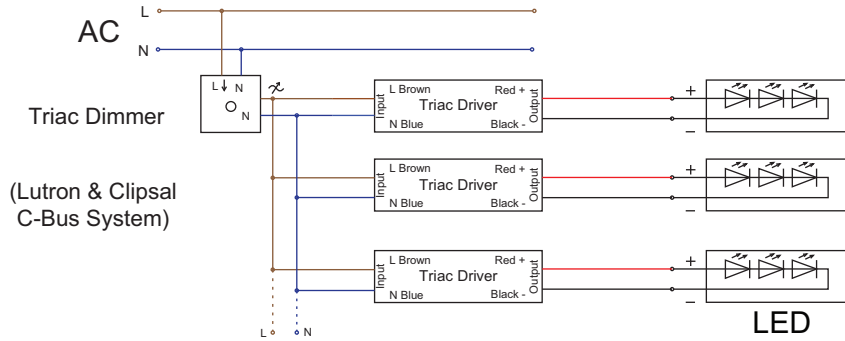 L
AC
N
L N
N
Triac Dimmer
(Lutron & Clipsal
C-Bus System)
L Brown Red +
Input Triac Driver Output
N Blue Black -
+
–
L Brown Red +
Input Triac Driver Output
N Blue Black -
+
–
L Brown Red +
Input Triac Driver Output
N Blue Black -
+
–
LED
L N